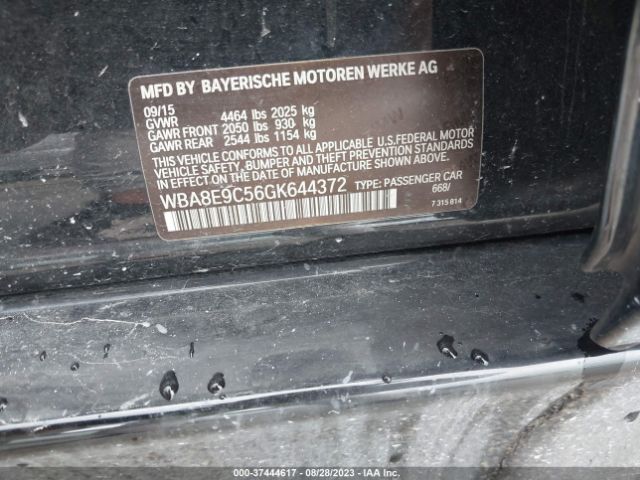 MFD BY BAYERISCHE MOTOREN WERKE AG
09/15
GVWR 4464 lbs 2025 kg
GAWR FRONT 2050 lbs 930 kg
GAWR REAR 2544 lbs 1154 kg
THIS VEHICLE CONFORMS TO ALL APPLICABLE U.S.FEDERAL MOTOR
VEHICLE SAFETY, BUMPER AND THEFT PREVENTION STANDARDS
IN EFFECT ON THE DATE OF MANUFACTURE SHOWN ABOVE.
WBA8E9C56GK644372 TYPE: PASSENGER CAR
668/
7 315 814
000-37444617 - 08/28/2023 - IAA Inc.